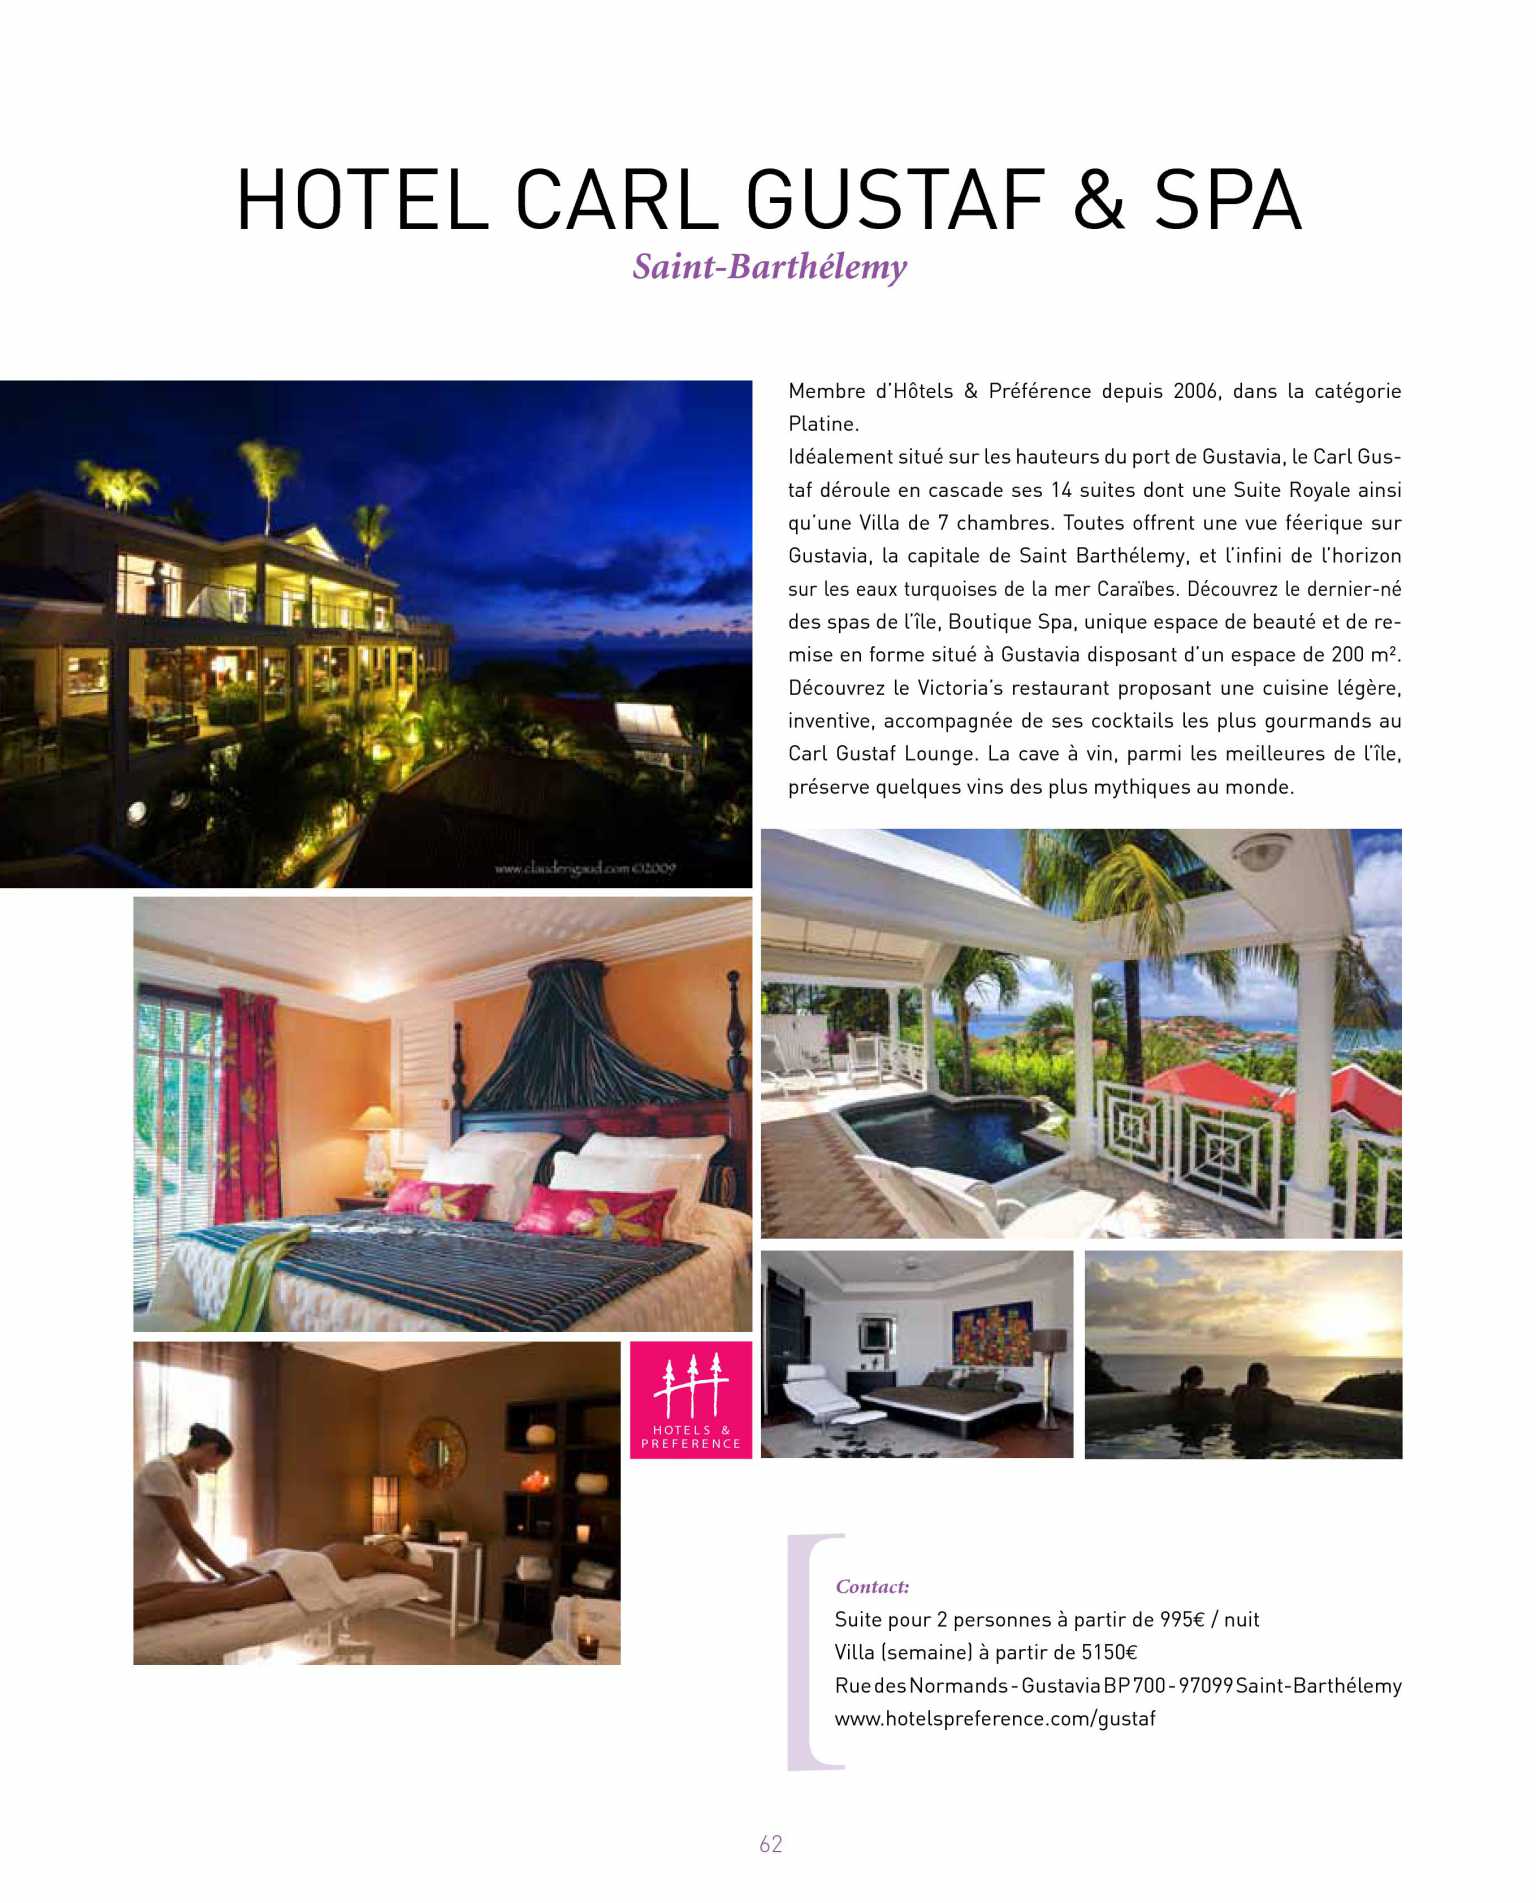 HOTEL CARL GUSTAF & SPA
Saint-Barthélemy
Membre d’Hôtels & Préférence depuis 2006, dans la catégorie
Platine.
Idéalement situé sur les hauteurs du port de Gustavia, le Carl Gus-
taf déroule en cascade ses 14 suites dont une Suite Royale ainsi
qu’une Villa de 7 chambres. Toutes offrent une vue féerique sur
Gustavia, la capitale de Saint Barthélemy, et l’infini de l’horizon
sur les eaux turquoises de la mer Caraïbes. Découvrez le dernier-né
des spas de l’île, Boutique Spa, unique espace de beauté et de re-
mise en forme situé à Gustavia disposant d’un espace de 200 m².
Découvrez le Victoria’s restaurant proposant une cuisine légère,
inventive, accompagnée de ses cocktails les plus gourmands au
Carl Gustaf Lounge. La cave à vin, parmi les meilleures de l’île,
préserve quelques vins des plus mythiques au monde.
www.clauderigaud.com ©2009
HOTELS &
PREFERENCE
Contact:
Suite pour 2 personnes à partir de 995€ / nuit
Villa (semaine) à partir de 5150€
Rue des Normands - Gustavia BP 700 - 97099 Saint-Barthélemy
www.hotelspreference.com/gustaf
62